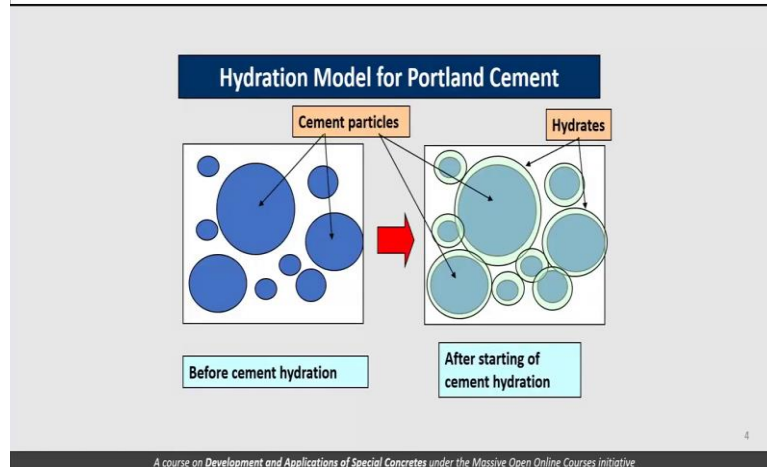 Hydration Model for Portland Cement
Cement particles
Hydrates
Before cement hydration
After starting of
cement hydration
4
A course on Development and Applications of Special Concretes under the Massive Open Online Courses initiative